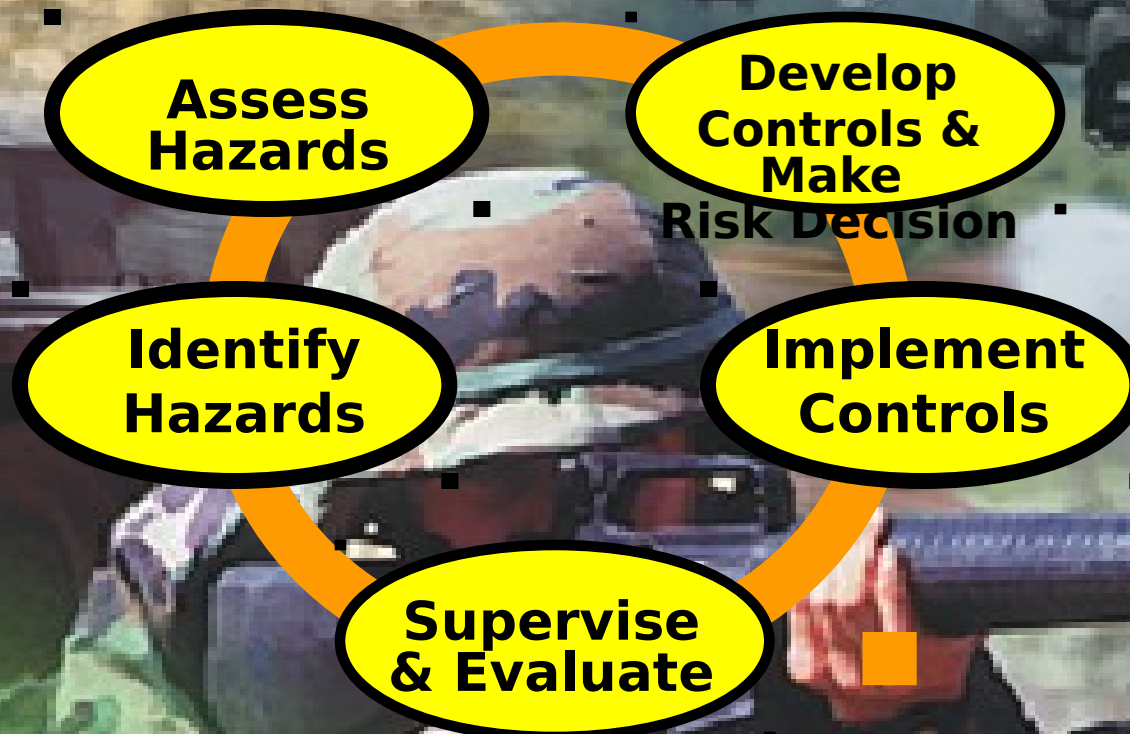 Assess
Hazards
Develop
Controls &
Make
Risk Decision
Identify
Hazards
Implement
Controls
Supervise
& Evaluate